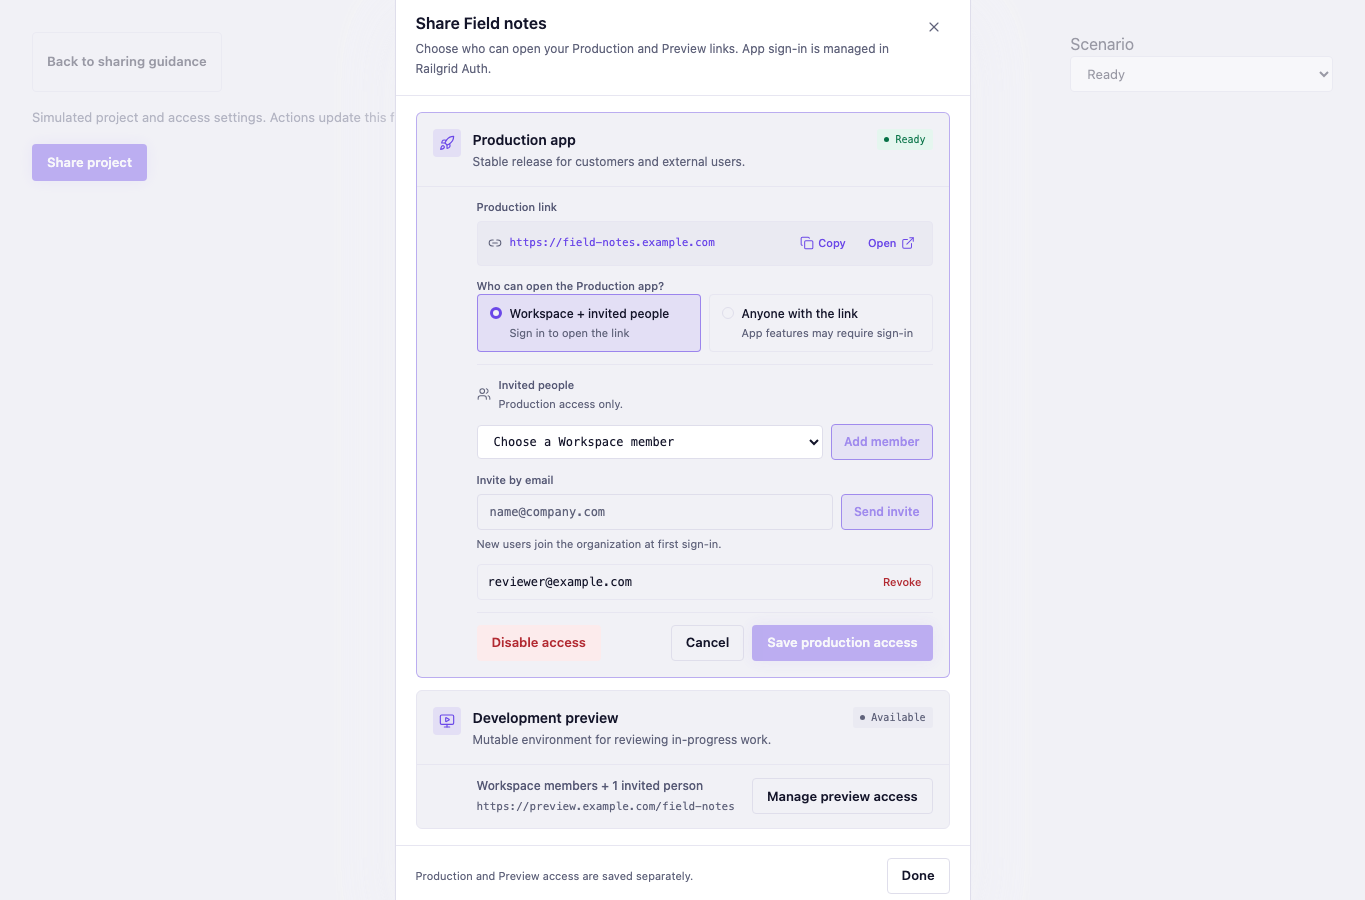 Share Field notes
Choose who can open your Production and Preview links. App sign-in is managed in
Railgrid Auth.
Back to sharing guidance
Simulated project and access settings. Actions update this f
Share project
Scenario
Ready
Production app
Ready
Stable release for customers and external users.
Production link
https://field-notes.example.com
Copy
Open
Who can open the Production app?
Workspace + invited people
Sign in to open the link
Anyone with the link
App features may require sign-in
Invited people
Production access only.
Choose a Workspace member
Add member
Invite by email
name@company.com
Send invite
New users join the organization at first sign-in.
reviewer@example.com
Revoke
Disable access
Cancel
Save production access
Development preview
Available
Mutable environment for reviewing in-progress work.
Workspace members + 1 invited person
https://preview.example.com/field-notes
Manage preview access
Production and Preview access are saved separately.
Done